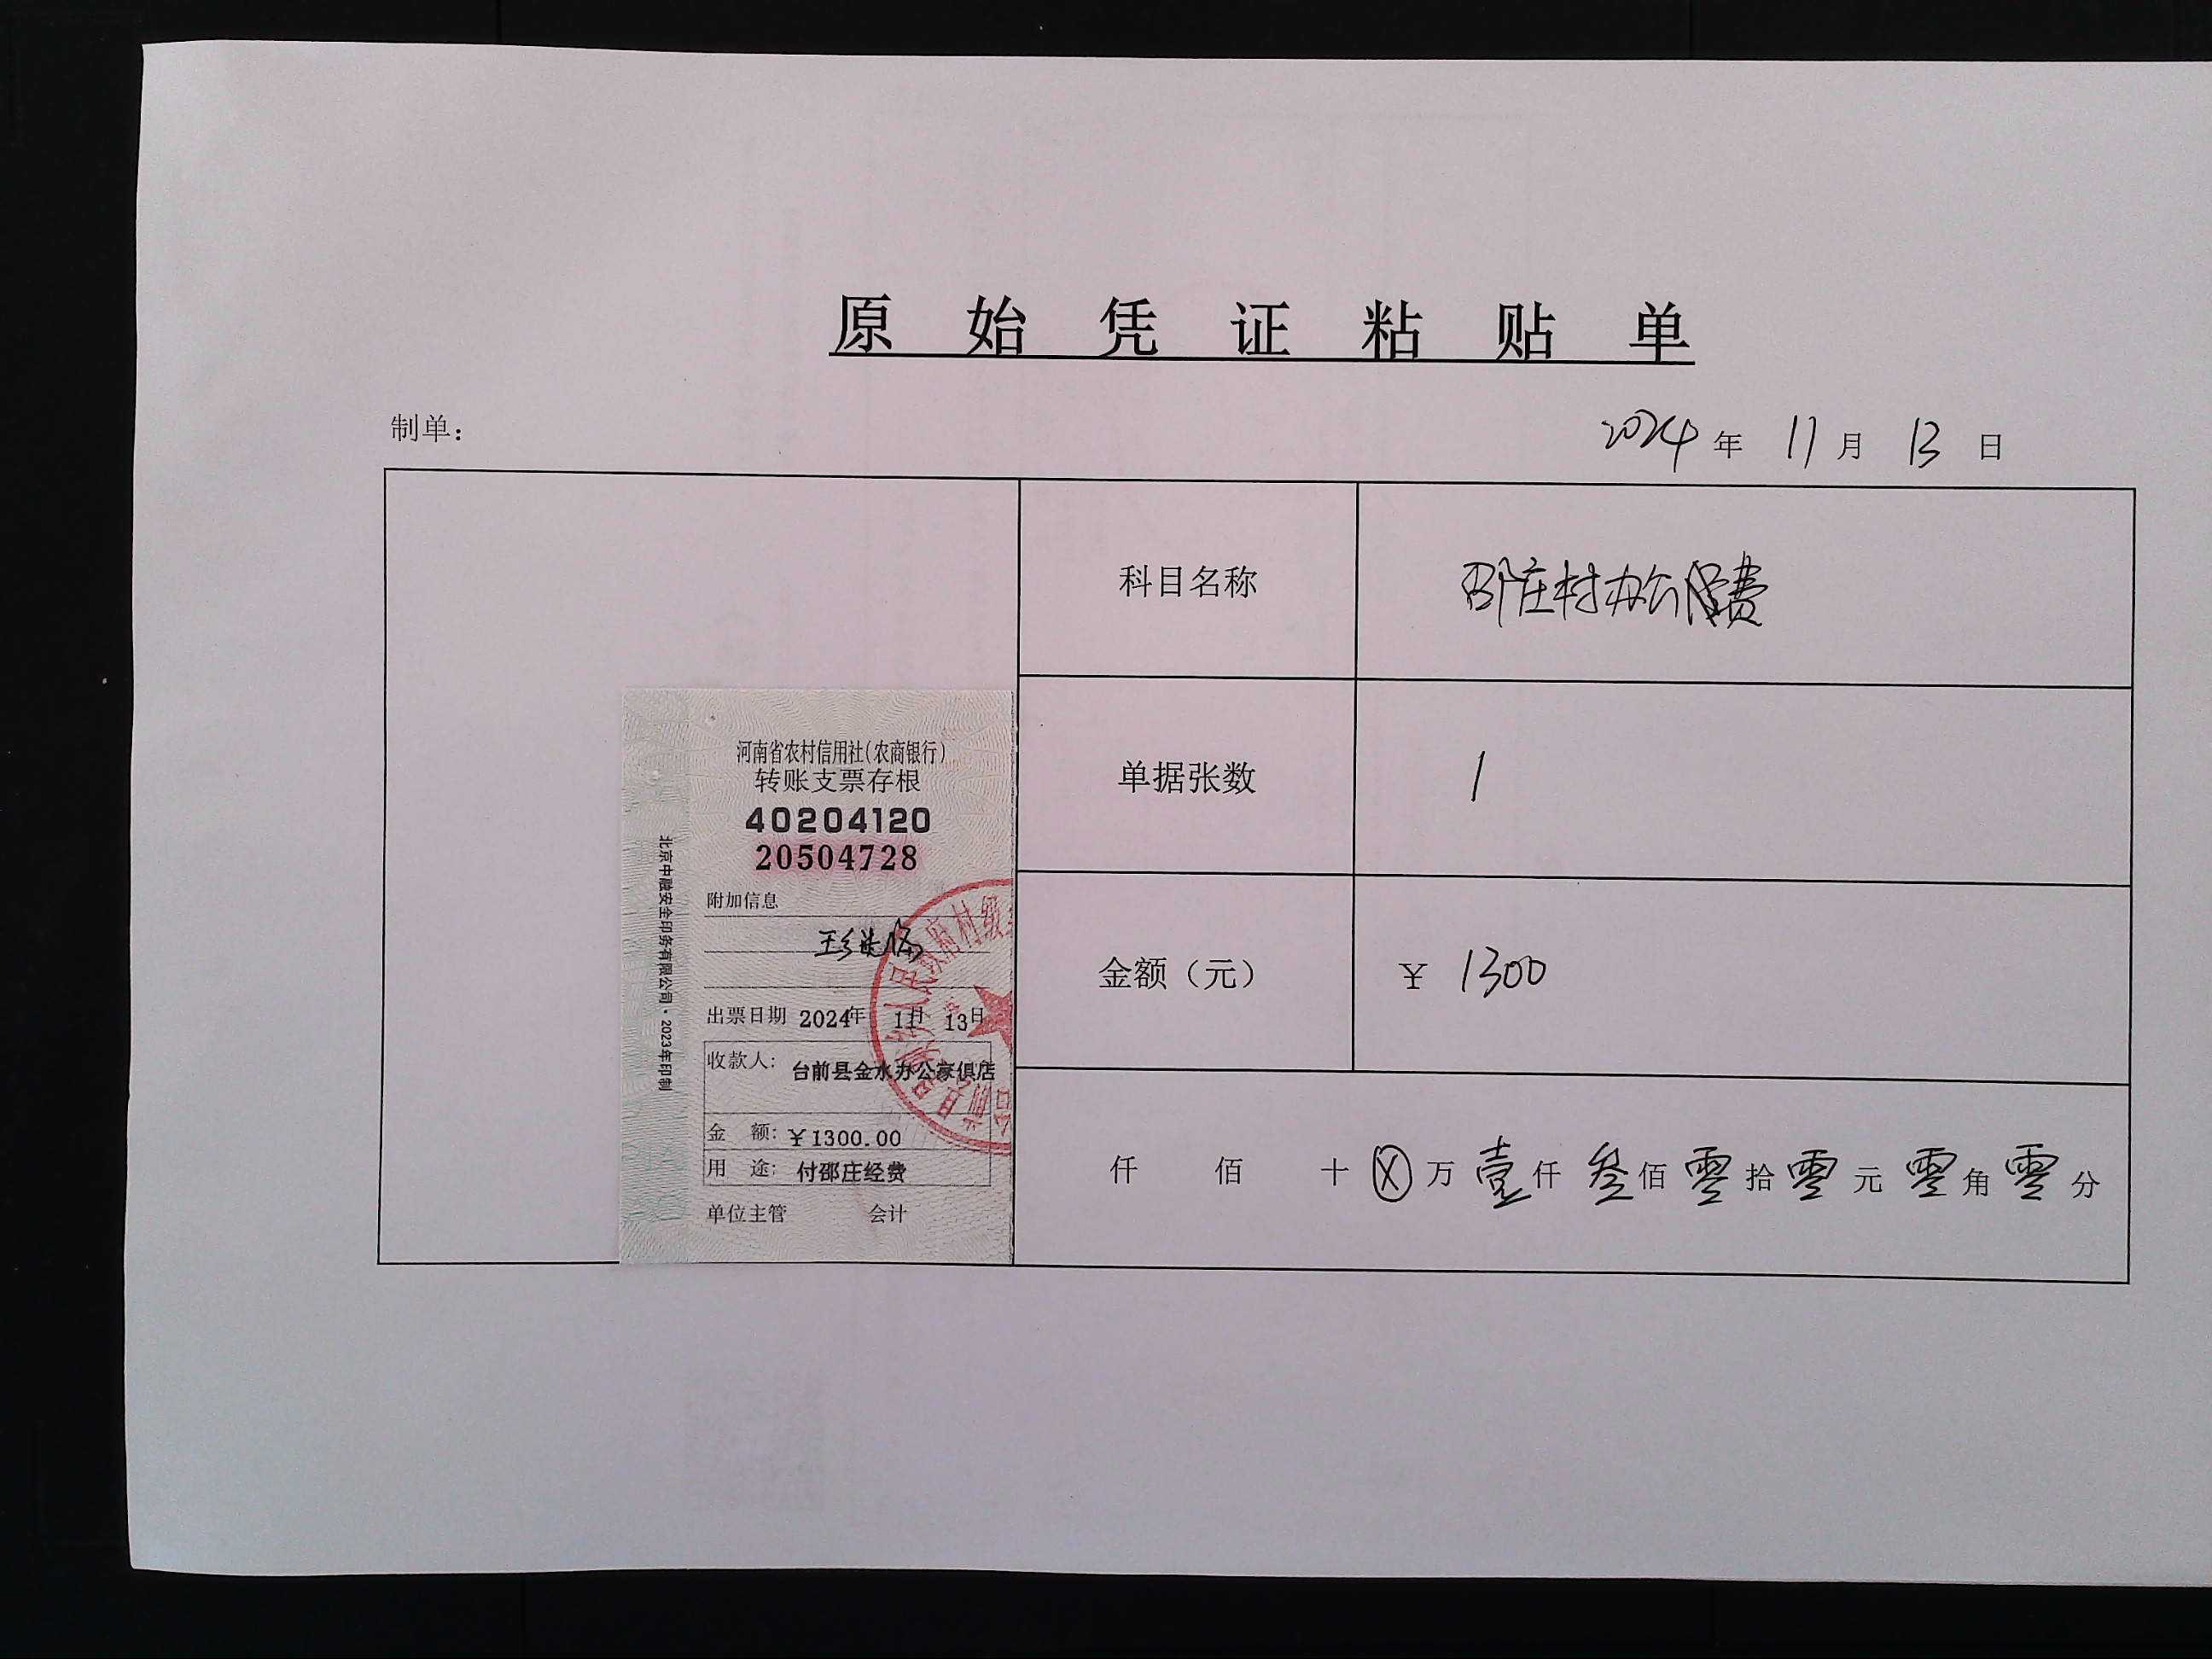 原始凭证粘贴单
制单：
2024年11月13日
科目名称 邵庄村办公费
单据张数 1
金额（元） ￥1300
仟 佰 十ⓧ万壹仟叁佰零拾零元零角零分
河南省农村信用社（农商银行）
转账支票存根
40204120
20504728
附加信息
出票日期 2024年 11月 13日
收款人：台前县金水办公家俱店
金 额：￥1300.00
用 途：付邵庄经费
单位主管 会计
北京中融安全印务有限公司·2023年印制
人民政府村级